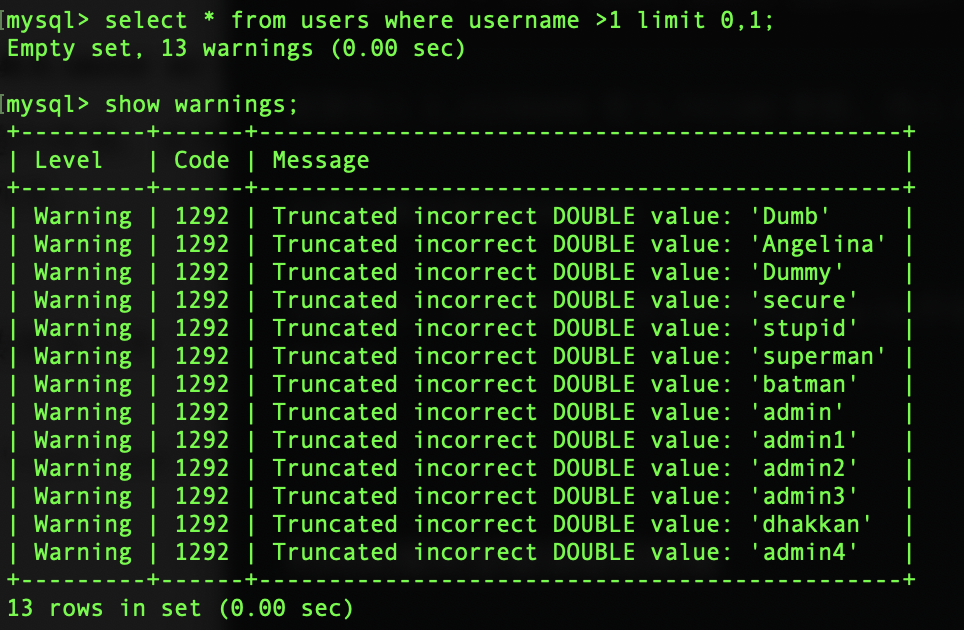 [mysql> select * from users where username >1 limit 0,1;
Empty set, 13 warnings (0.00 sec)
[mysql> show warnings;
+---------+------+----------------------------------------------+
| Level   | Code | Message                                      |
+---------+------+----------------------------------------------+
| Warning | 1292 | Truncated incorrect DOUBLE value: 'Dumb'     |
| Warning | 1292 | Truncated incorrect DOUBLE value: 'Angelina' |
| Warning | 1292 | Truncated incorrect DOUBLE value: 'Dummy'    |
| Warning | 1292 | Truncated incorrect DOUBLE value: 'secure'   |
| Warning | 1292 | Truncated incorrect DOUBLE value: 'stupid'   |
| Warning | 1292 | Truncated incorrect DOUBLE value: 'superman' |
| Warning | 1292 | Truncated incorrect DOUBLE value: 'batman'   |
| Warning | 1292 | Truncated incorrect DOUBLE value: 'admin'    |
| Warning | 1292 | Truncated incorrect DOUBLE value: 'admin1'   |
| Warning | 1292 | Truncated incorrect DOUBLE value: 'admin2'   |
| Warning | 1292 | Truncated incorrect DOUBLE value: 'admin3'   |
| Warning | 1292 | Truncated incorrect DOUBLE value: 'dhakkan'  |
| Warning | 1292 | Truncated incorrect DOUBLE value: 'admin4'   |
+---------+------+----------------------------------------------+
13 rows in set (0.00 sec)